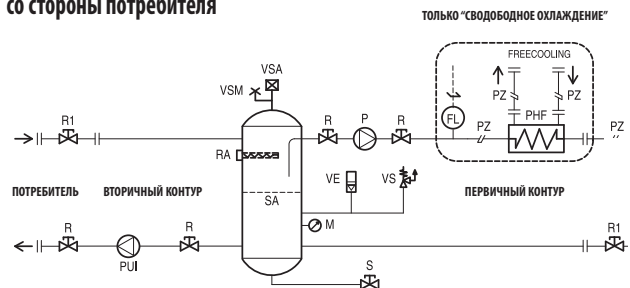 со стороны потребителя
ТОЛЬКО "СВОДОБОДНОЕ ОХЛАЖДЕНИЕ"
FREECOOLING
VSA
VSM
PZ
PZ
R1
R
P
R
FL
PZ
PHF
PZ
RA
ПОТРЕБИТЕЛЬ
ВТОРИЧНЫЙ КОНТУР
SA
VE
VS
ПЕРВИЧНЫЙ КОНТУР
M
R
R
R1
PUI
S